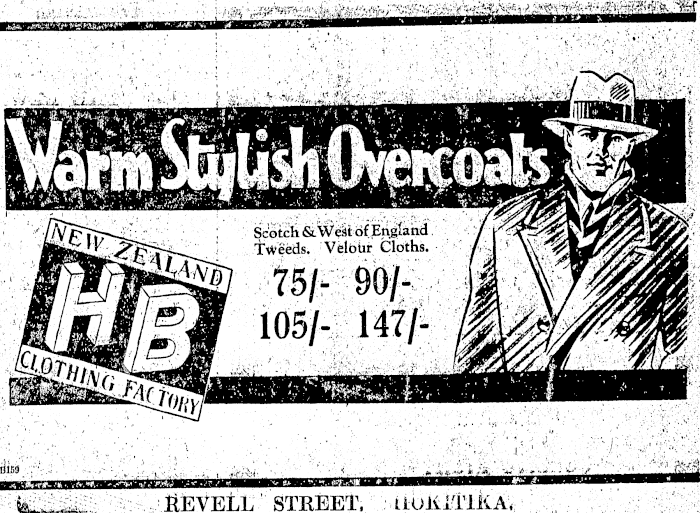 Warm Stylish Overcoats
NEW ZEALAND
HB
CLOTHING FACTORY
Scotch & West of England
Tweeds. Velour Cloths.
75/- 90/-
105/- 147/-
H159
REVELL STREET, HOKITIKA,